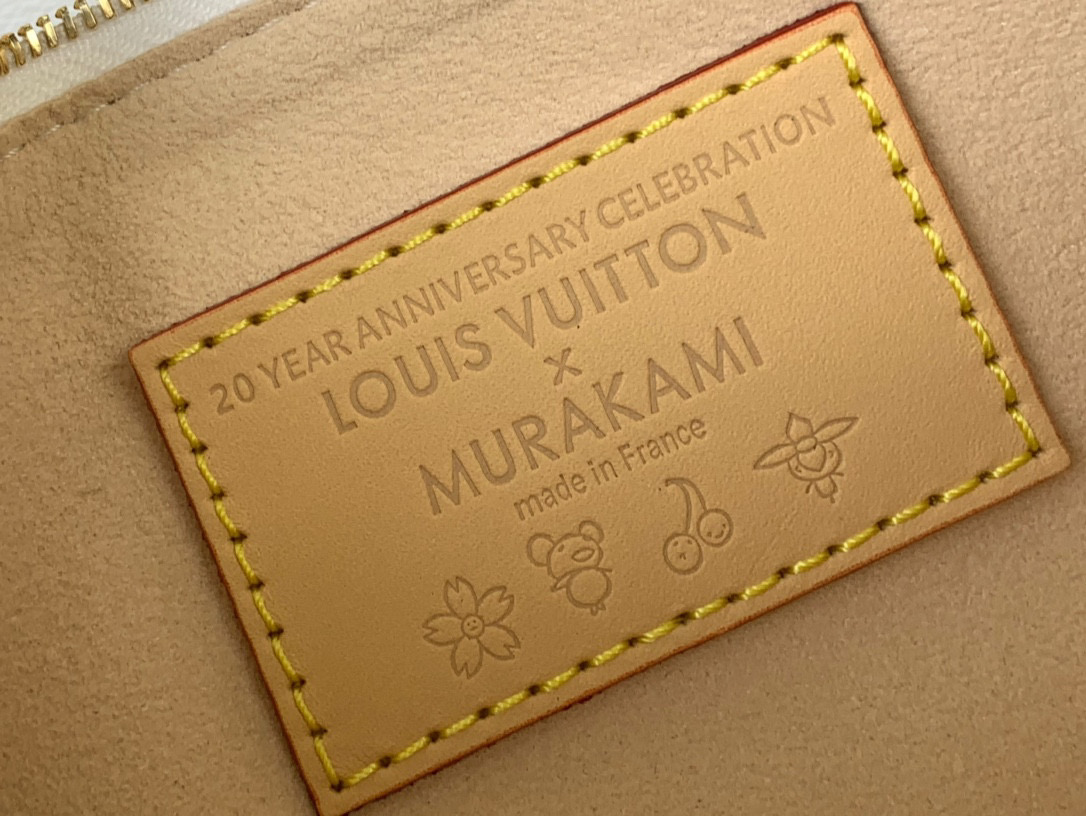 20 YEAR ANNIVERSARY CELEBRATION
LOUIS VUITTON
x
MURAKAMI
made in France